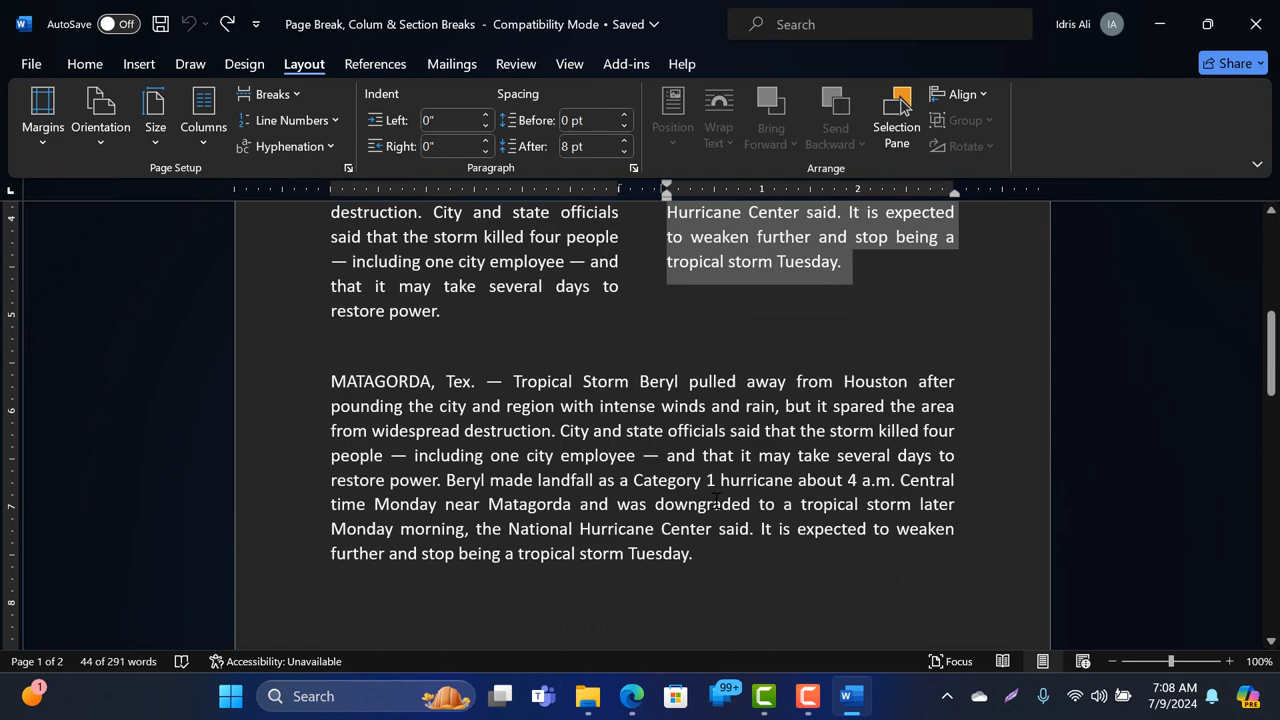 AutoSave Off Page Break, Colum & Section Breaks - Compatibility Mode • Saved Search Idris Ali IA
File Home Insert Draw Design Layout References Mailings Review View Add-ins Help Share
Margins Orientation Size Columns Breaks Line Numbers Hyphenation
Page Setup
Indent Spacing
Left: 0" Before: 0 pt
Right: 0" After: 8 pt
Paragraph
Position Wrap Text Bring Forward Send Backward Selection Pane Align Group Rotate
Arrange
1 2
4
5
6
7
8
destruction. City and state officials
said that the storm killed four people
— including one city employee — and
that it may take several days to
restore power.
Hurricane Center said. It is expected
to weaken further and stop being a
tropical storm Tuesday.
MATAGORDA, Tex. — Tropical Storm Beryl pulled away from Houston after
pounding the city and region with intense winds and rain, but it spared the area
from widespread destruction. City and state officials said that the storm killed four
people — including one city employee — and that it may take several days to
restore power. Beryl made landfall as a Category 1 hurricane about 4 a.m. Central
time Monday near Matagorda and was downgraded to a tropical storm later
Monday morning, the National Hurricane Center said. It is expected to weaken
further and stop being a tropical storm Tuesday.
Page 1 of 2 44 of 291 words Accessibility: Unavailable Focus 100%
1 Search 99+ 7:08 AM PRE
7/9/2024